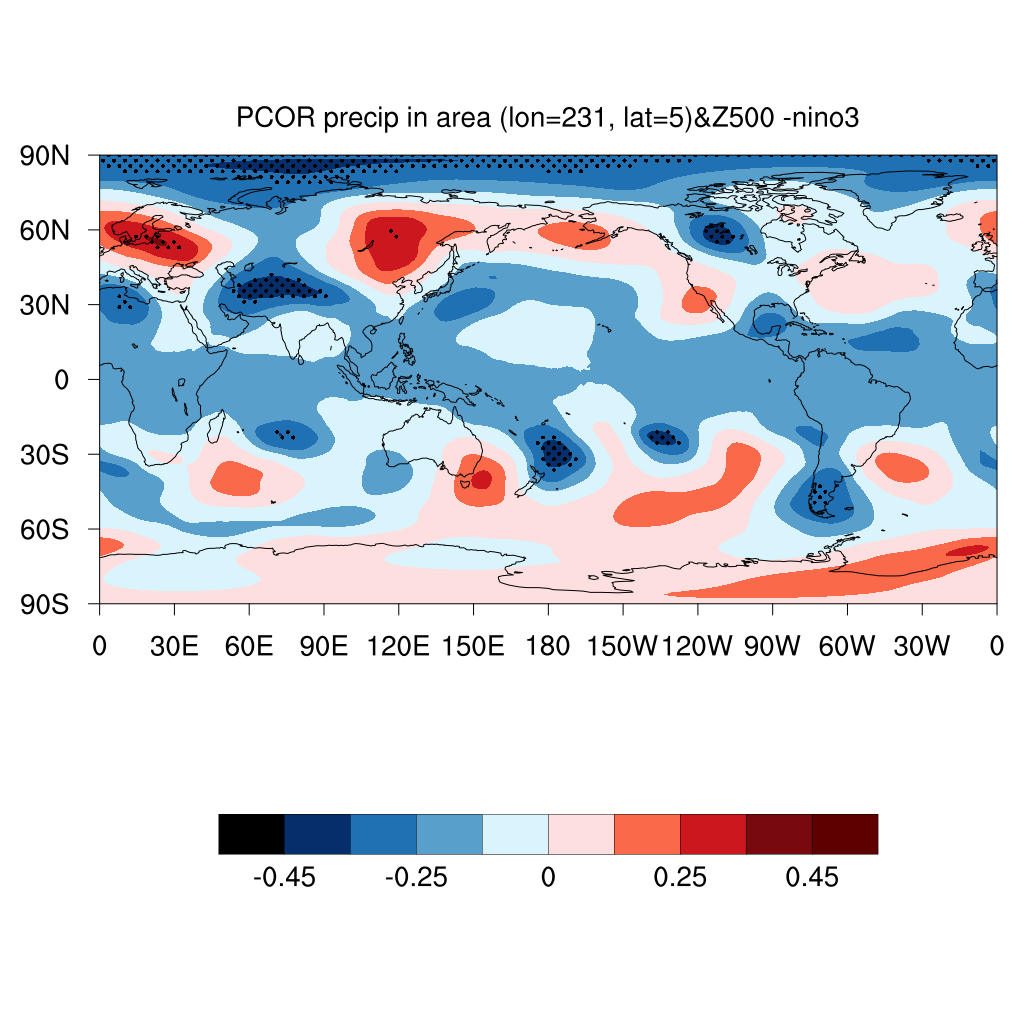 PCOR precip in area (lon=231, lat=5)&Z500 -nino3
90N
60N
30N
0
30S
60S
90S
0 30E 60E 90E 120E 150E 180 150W 120W 90W 60W 30W 0
-0.45 -0.25 0 0.25 0.45